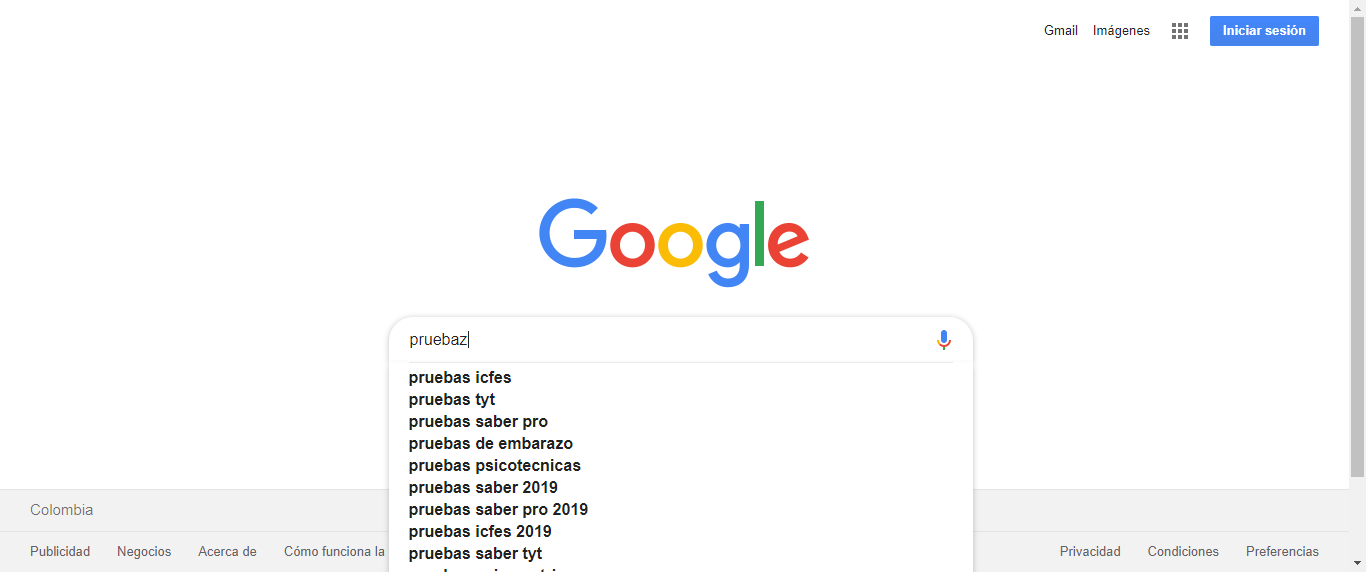 Gmail Imágenes Iniciar sesión
Google
pruebaz
pruebas icfes
pruebas tyt
pruebas saber pro
pruebas de embarazo
pruebas psicotecnicas
pruebas saber 2019
pruebas saber pro 2019
pruebas icfes 2019
pruebas saber tyt
Colombia
Publicidad Negocios Acerca de Cómo funciona la Privacidad Condiciones Preferencias